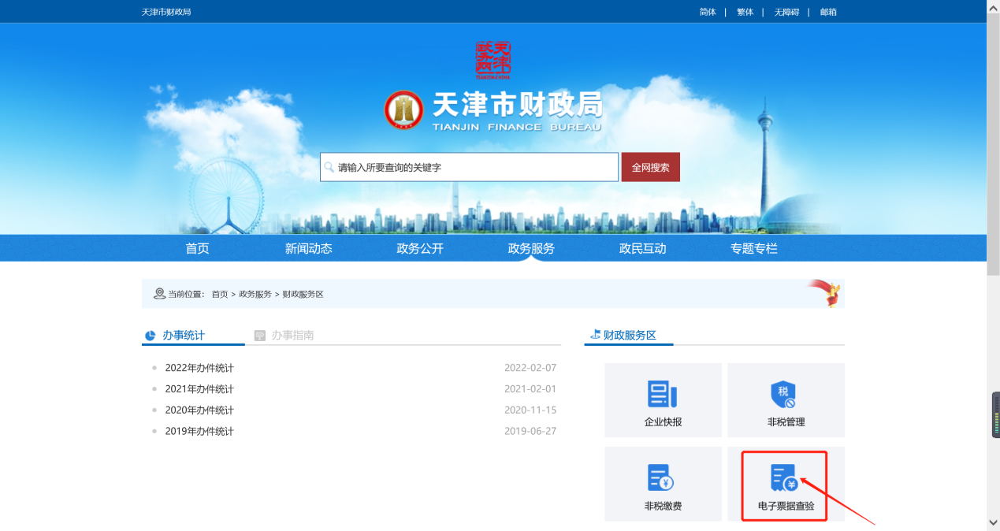 天津市财政局
简体 | 繁体 | 无障碍 | 邮箱
天津
政务网
TIANJIN CHINA
天津市财政局
TIANJIN FINANCE BUREAU
请输入所要查询的关键字
全网搜索
首页 新闻动态 政务公开 政务服务 政民互动 专题专栏
当前位置： 首页 > 政务服务 > 财政服务区
办事统计 办事指南
财政服务区
2022年办件统计 2022-02-07
2021年办件统计 2021-02-01
2020年办件统计 2020-11-15
2019年办件统计 2019-06-27
企业快报
税
非税管理
¥
非税缴费
¥
电子票据查验